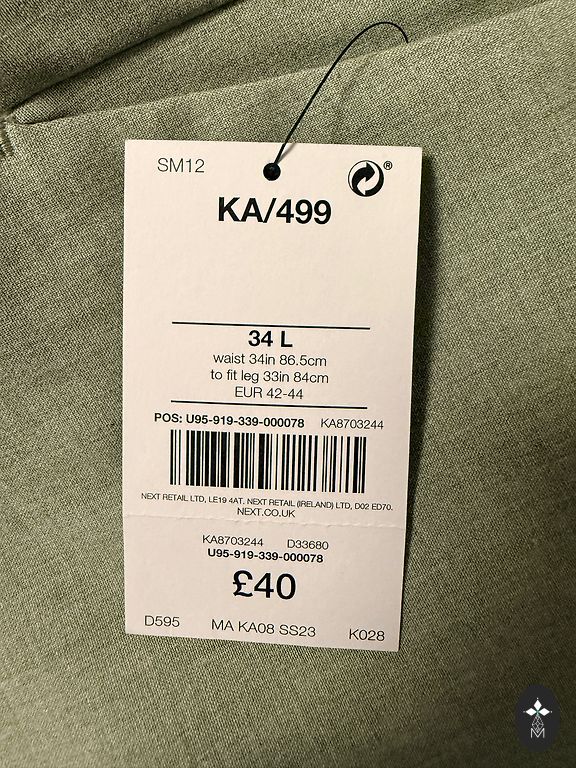 SM12
®
KA/499
34 L
waist 34in 86.5cm
to fit leg 33in 84cm
EUR 42-44
POS: U95-919-339-000078 KA8703244
NEXT RETAIL LTD, LE19 4AT. NEXT RETAIL (IRELAND) LTD, D02 ED70.
NEXT.CO.UK
KA8703244 D33680
U95-919-339-000078
£40
D595 MA KA08 SS23 K028
M